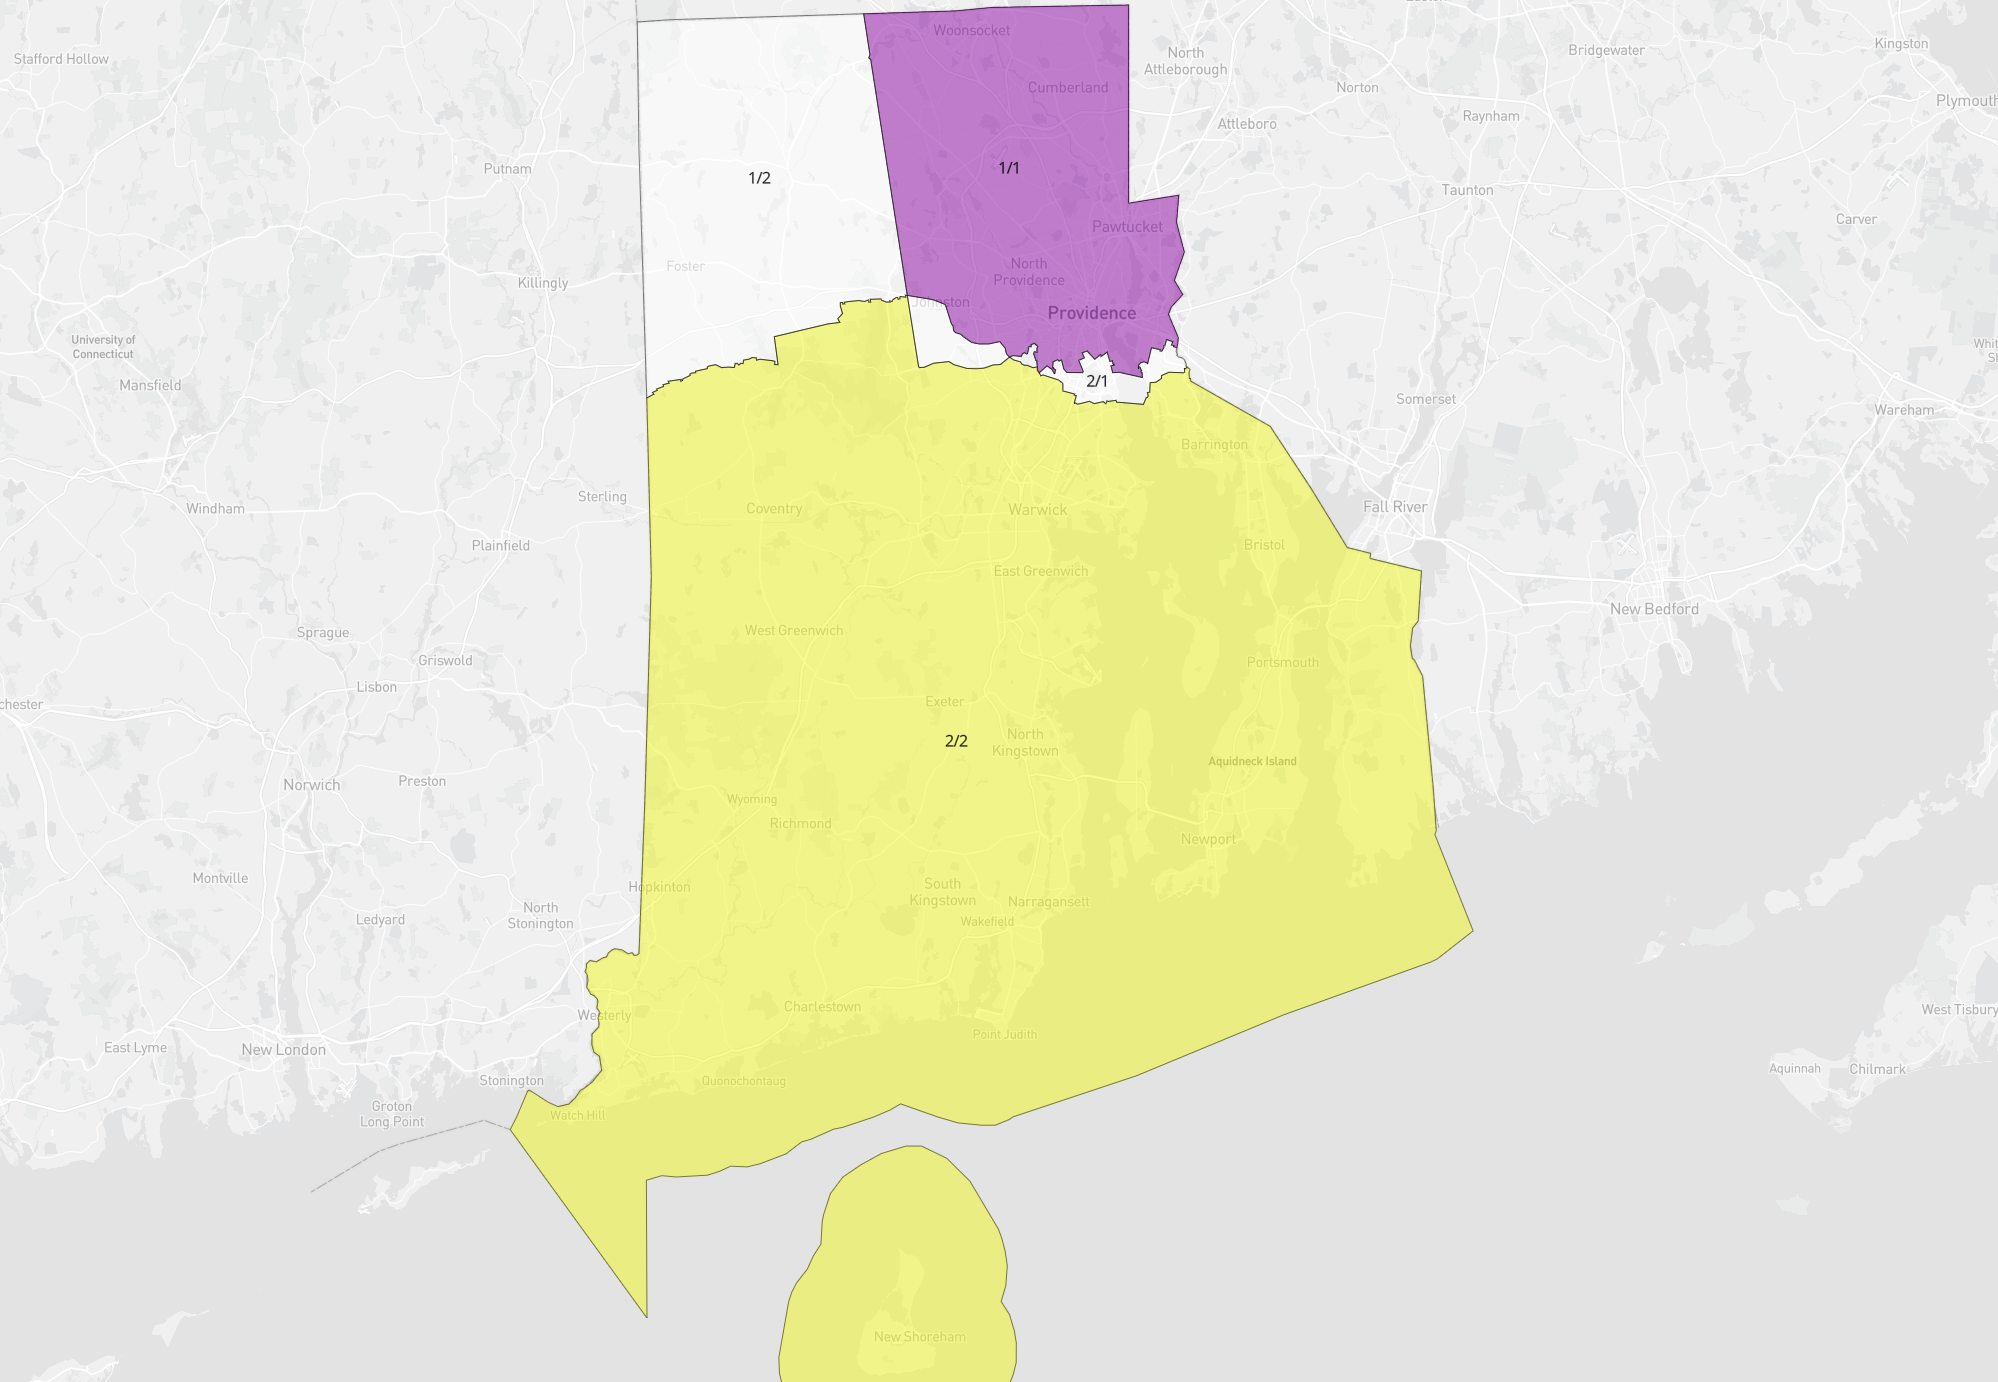 Woonsocket
North
Attleborough
Bridgewater
Kingston
Stafford Hollow
Cumberland
Norton
Plymouth
Raynham
Attleboro
Putnam
1/2
1/1
Taunton
Carver
Pawtucket
Foster
North
Providence
Killingly
Johnston
Providence
University of
Connecticut
Mansfield
2/1
Somerset
Wareham
Barrington
Sterling
Windham
Coventry
Warwick
Fall River
Plainfield
Bristol
East Greenwich
New Bedford
Sprague
West Greenwich
Griswold
Portsmouth
Lisbon
chester
Exeter
North
Kingstown
2/2
Aquidneck Island
Norwich
Preston
Wyoming
Richmond
Newport
Montville
Hopkinton
South
Kingstown
Narragansett
North
Stonington
Ledyard
Wakefield
Charlestown
Westerly
West Tisbury
Point Judith
East Lyme
New London
Aquinnah
Chilmark
Stonington
Quonochontaug
Groton
Long Point
Watch Hill
New Shoreham